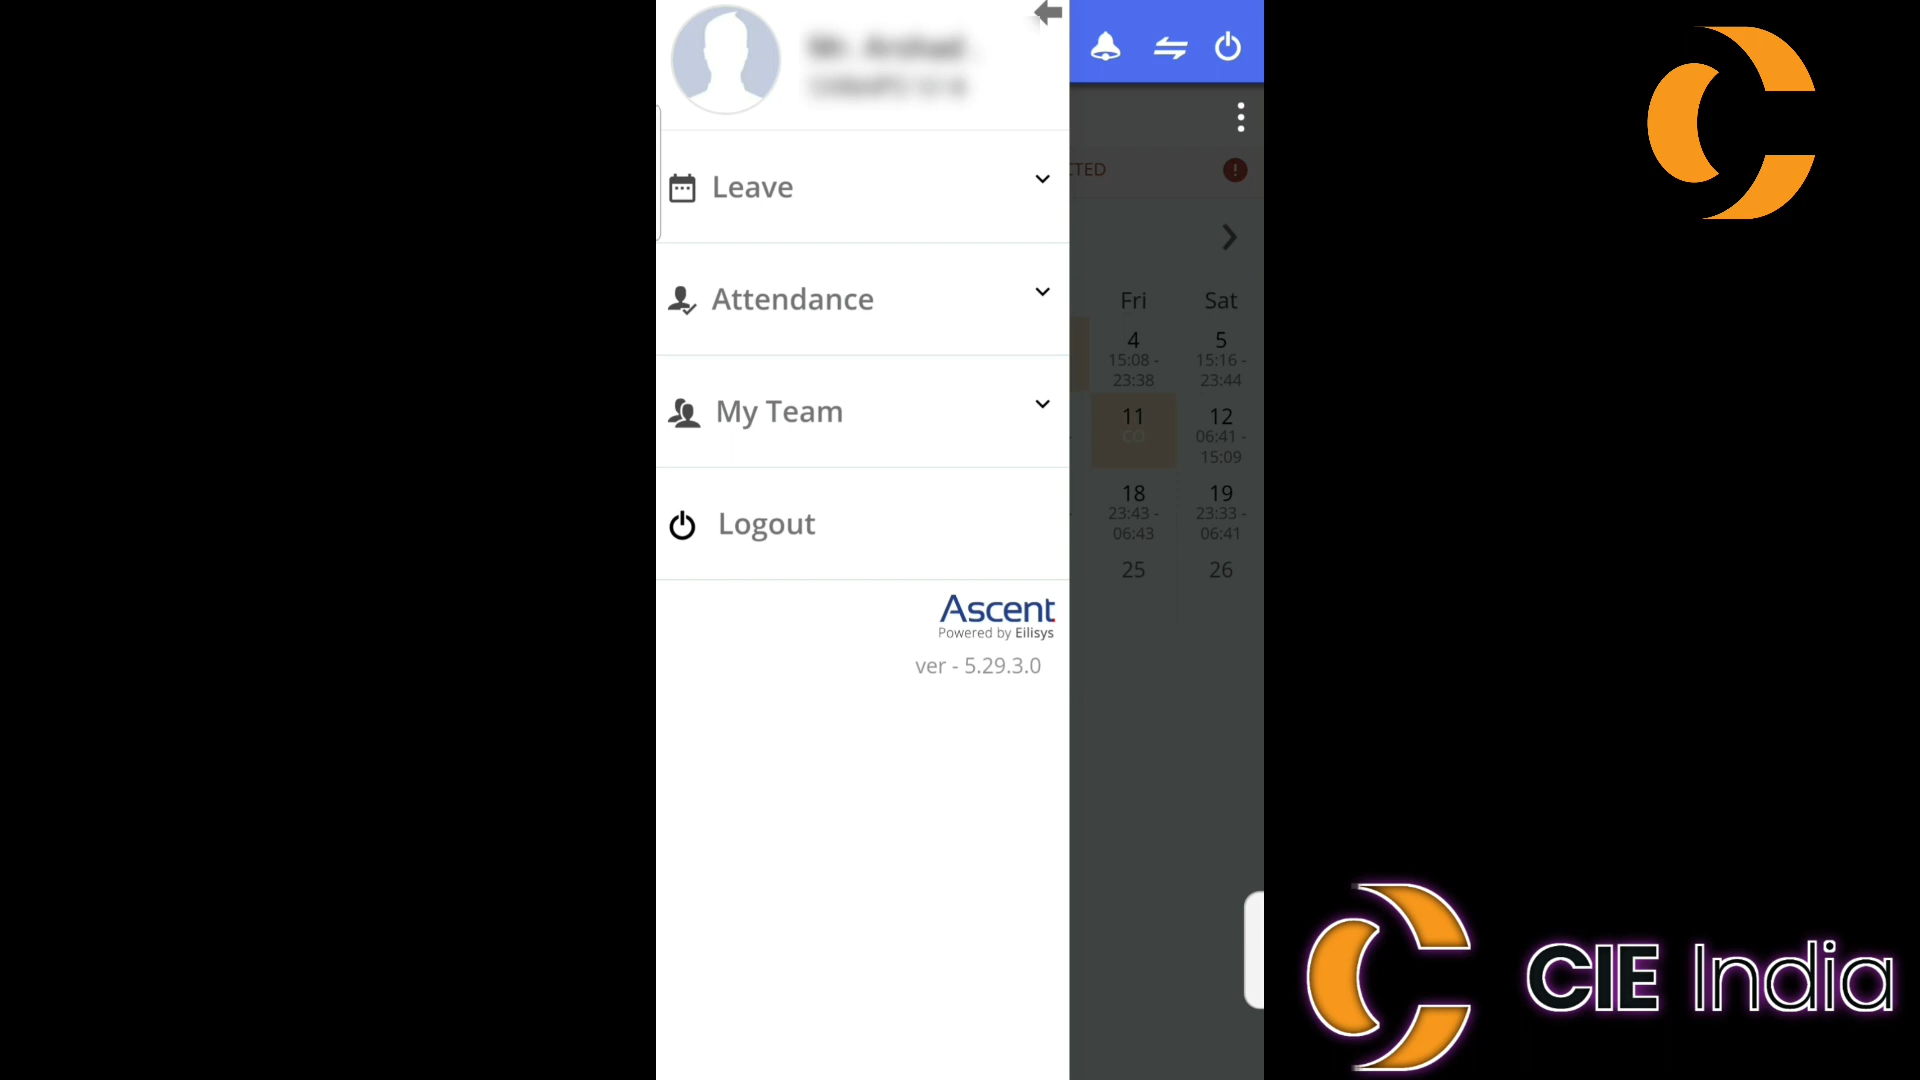 Leave
Attendance
My Team
Logout
Ascent
Powered by Eilisys
ver - 5.29.3.0
Fri Sat
4 5
15:08 - 15:16 -
23:38 23:44
11 12
CO 06:41 -
15:09
18 19
23:43 - 23:33 -
06:43 06:41
25 26
CIE India